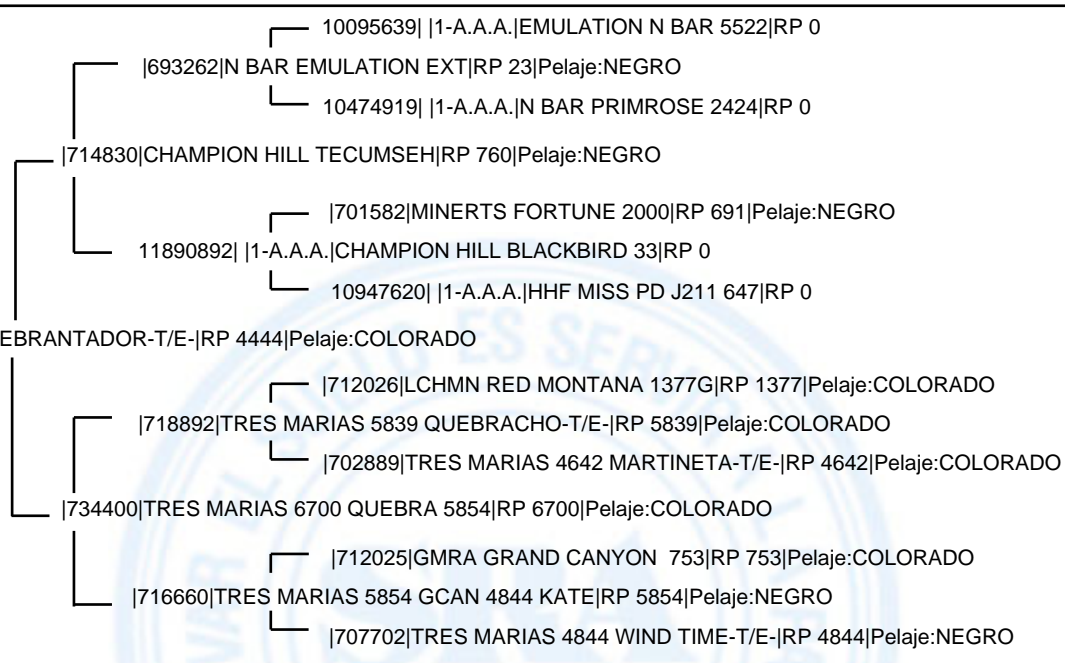 10095639| |1-A.A.A.|EMULATION N BAR 5522|RP 0
|693262|N BAR EMULATION EXT|RP 23|Pelaje:NEGRO
10474919| |1-A.A.A.|N BAR PRIMROSE 2424|RP 0
|714830|CHAMPION HILL TECUMSEH|RP 760|Pelaje:NEGRO
|701582|MINERTS FORTUNE 2000|RP 691|Pelaje:NEGRO
11890892| |1-A.A.A.|CHAMPION HILL BLACKBIRD 33|RP 0
10947620| |1-A.A.A.|HHF MISS PD J211 647|RP 0
EBRANTADOR-T/E-|RP 4444|Pelaje:COLORADO
|712026|LCHMN RED MONTANA 1377G|RP 1377|Pelaje:COLORADO
|718892|TRES MARIAS 5839 QUEBRACHO-T/E-|RP 5839|Pelaje:COLORADO
|702889|TRES MARIAS 4642 MARTINETA-T/E-|RP 4642|Pelaje:COLORADO
|734400|TRES MARIAS 6700 QUEBRA 5854|RP 6700|Pelaje:COLORADO
|712025|GMRA GRAND CANYON  753|RP 753|Pelaje:COLORADO
|716660|TRES MARIAS 5854 GCAN 4844 KATE|RP 5854|Pelaje:NEGRO
|707702|TRES MARIAS 4844 WIND TIME-T/E-|RP 4844|Pelaje:NEGRO